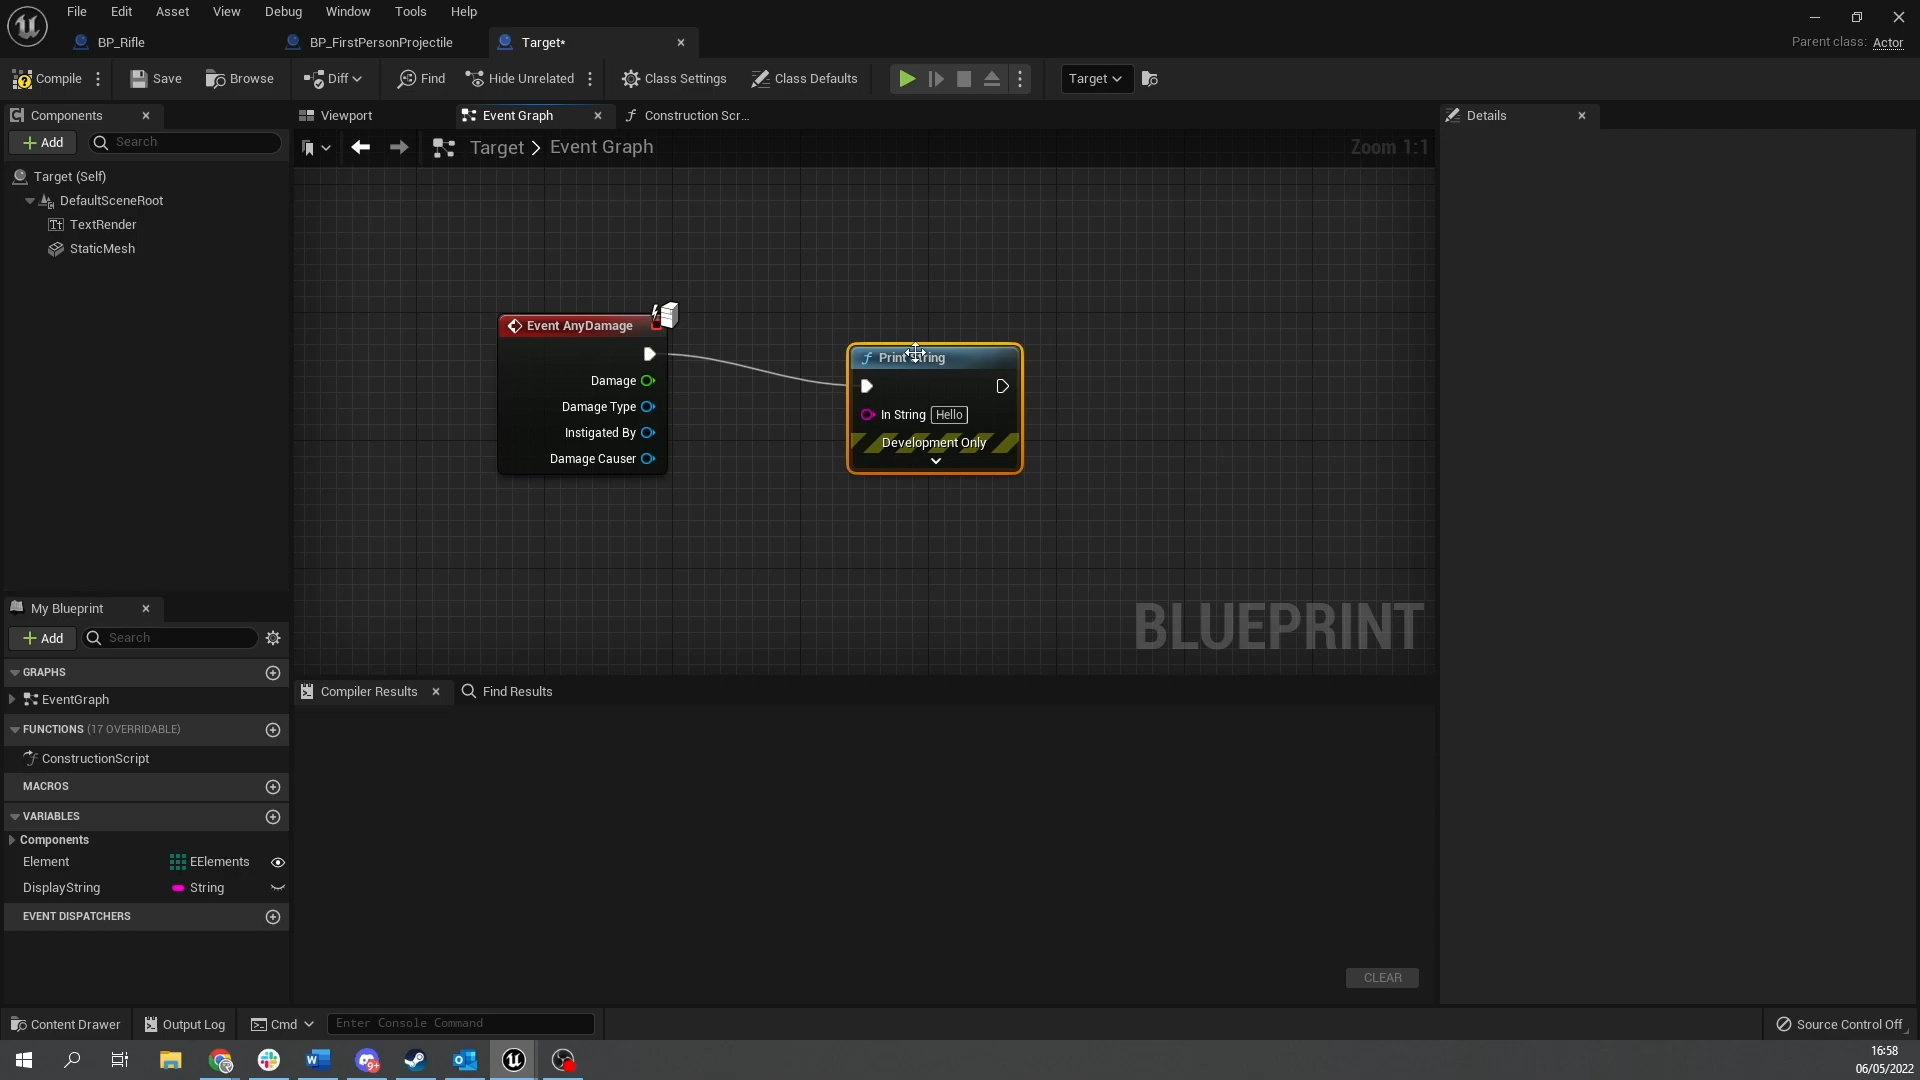 File Edit Asset View Debug Window Tools Help
BP_Rifle BP_FirstPersonProjectile Target*
Parent class: Actor
Compile Save Browse Diff Find Hide Unrelated Class Settings Class Defaults Target
Components
Viewport Event Graph Construction Scr...
Details
Add Search
Target > Event Graph
Zoom 1:1
Target (Self)
DefaultSceneRoot
TextRender
StaticMesh
Event AnyDamage
Damage
Damage Type
Instigated By
Damage Causer
Print String
In String Hello
Development Only
BLUEPRINT
My Blueprint
Add Search
GRAPHS
EventGraph
FUNCTIONS (17 OVERRIDABLE)
ConstructionScript
MACROS
VARIABLES
Components
Element EElements
DisplayString String
EVENT DISPATCHERS
Compiler Results Find Results
CLEAR
Content Drawer Output Log Cmd Enter Console Command
Source Control Off
9+
16:58
06/05/2022